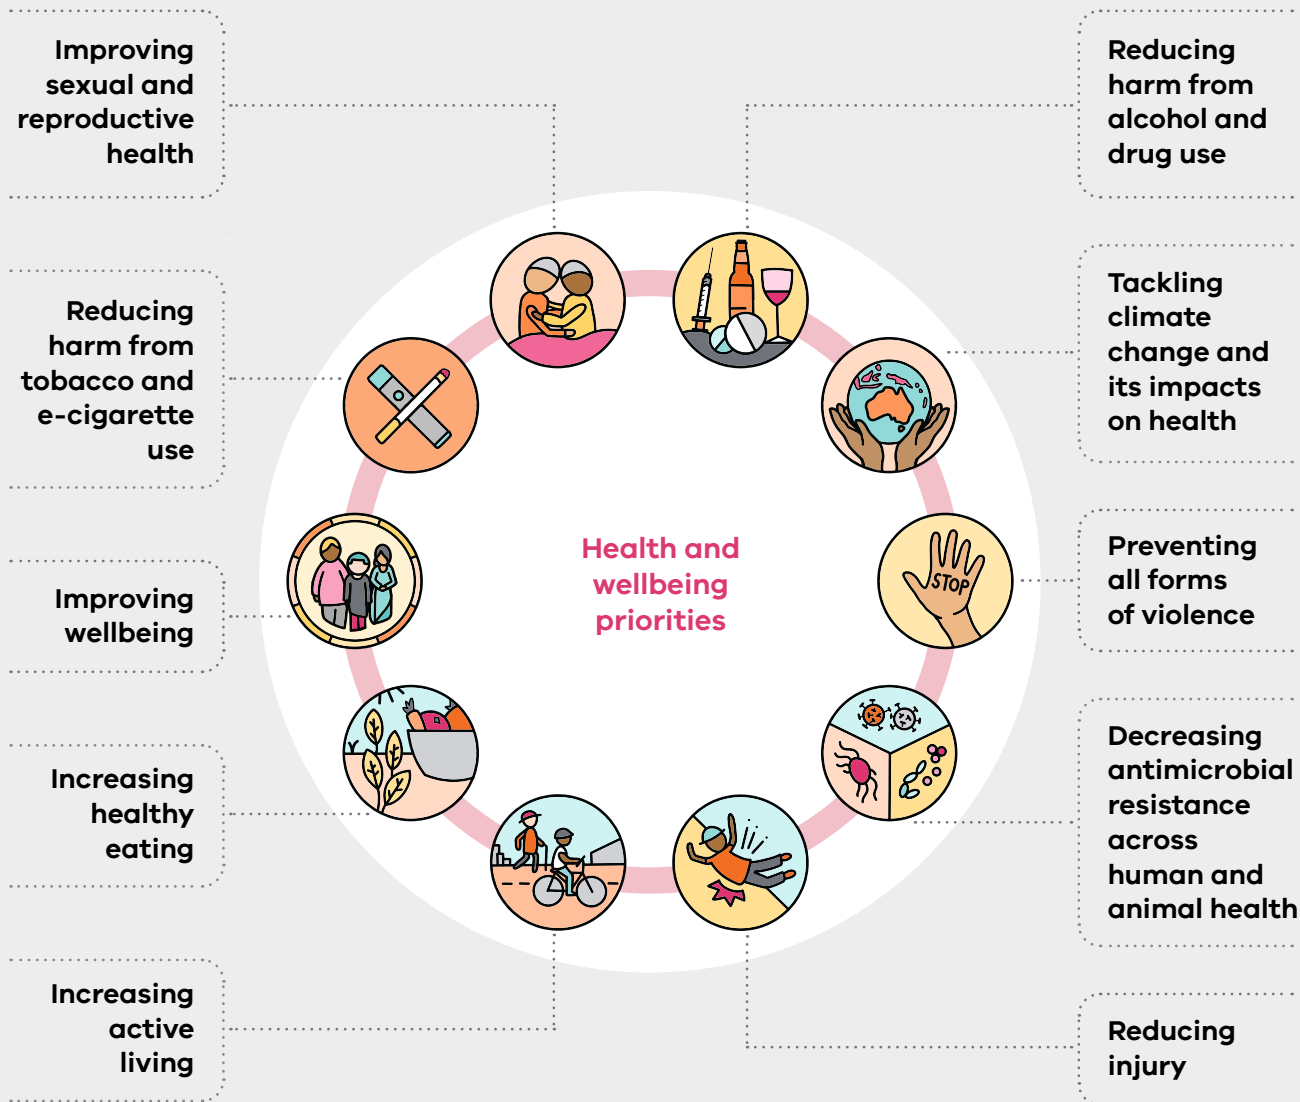 Improving
sexual and
reproductive
health
Reducing
harm from
alcohol and
drug use
Reducing
harm from
tobacco and
e-cigarette
use
Tackling
climate
change and
its impacts
on health
Health and
wellbeing
priorities
STOP
Preventing
all forms
of violence
Improving
wellbeing
Increasing
healthy
eating
Decreasing
antimicrobial
resistance
across
human and
animal health
Increasing
active
living
Reducing
injury